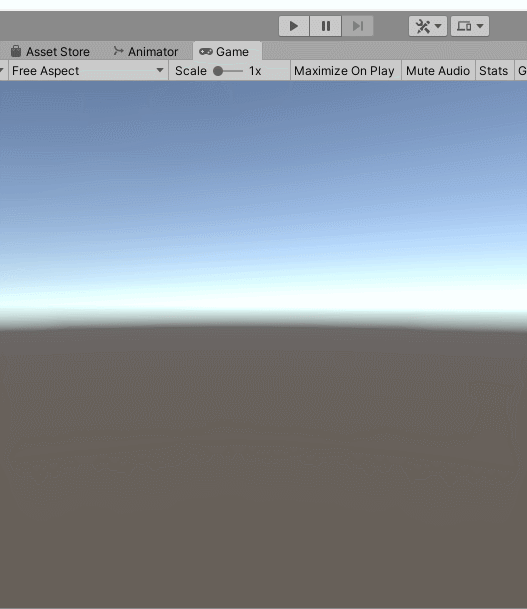 Asset Store Animator Game
Free Aspect Scale 1x Maximize On Play Mute Audio Stats G